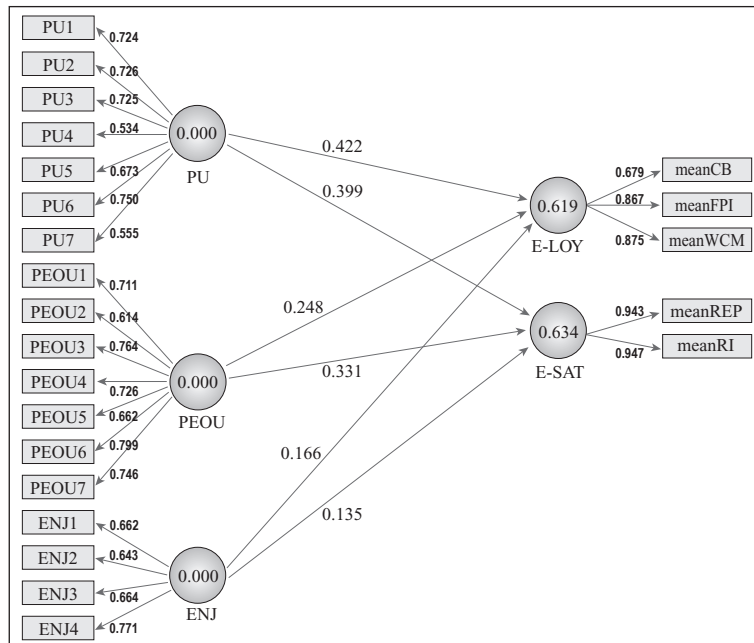 PU1
0.724
PU2
0.726
PU3
0.725
PU4
0.534
PU5
0.673
PU6
0.750
PU7
0.555
0.000
PU
PEOU1
0.711
PEOU2
0.614
PEOU3
0.764
PEOU4
0.726
PEOU5
0.662
PEOU6
0.799
PEOU7
0.746
0.000
PEOU
ENJ1
0.662
ENJ2
0.643
ENJ3
0.664
ENJ4
0.771
0.000
ENJ
0.422
0.399
0.248
0.331
0.166
0.135
0.619
E-LOY
0.634
E-SAT
0.679
meanCB
0.867
meanFPI
0.875
meanWCM
0.943
meanREP
0.947
meanRI